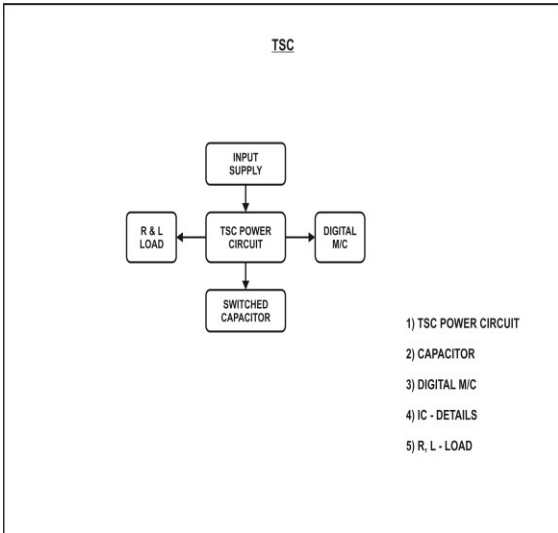 TSC
INPUT
SUPPLY
R & L
LOAD
TSC POWER
CIRCUIT
DIGITAL
M/C
SWITCHED
CAPACITOR
1) TSC POWER CIRCUIT
2) CAPACITOR
3) DIGITAL M/C
4) IC - DETAILS
5) R, L - LOAD